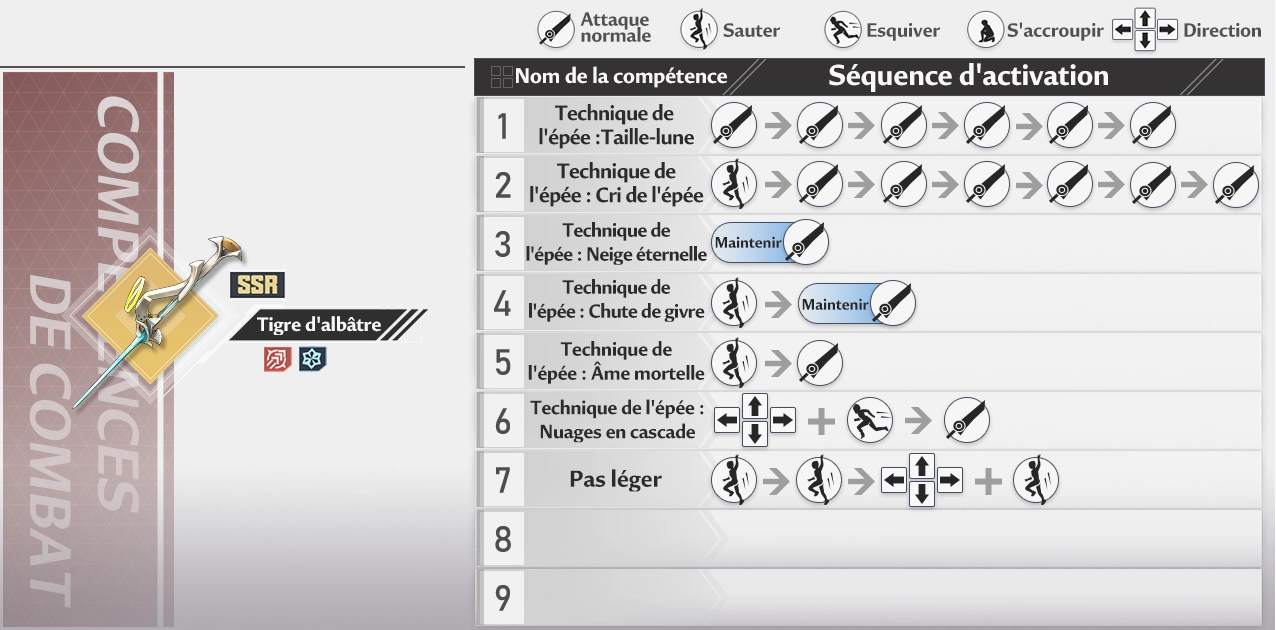 Attaque
normale
Sauter
Esquiver
S'accroupir
Direction
Nom de la compétence
Séquence d'activation
COMPÉTENCES
DE COMBAT
SSR
Tigre d'albâtre
1
Technique de
l'épée :Taille-lune
2
Technique de
l'épée : Cri de l'épée
3
Technique de
l'épée : Neige éternelle
Maintenir
4
Technique de
l'épée : Chute de givre
Maintenir
5
Technique de
l'épée : Âme mortelle
6
Technique de l'épée :
Nuages en cascade
7
Pas léger
8
9